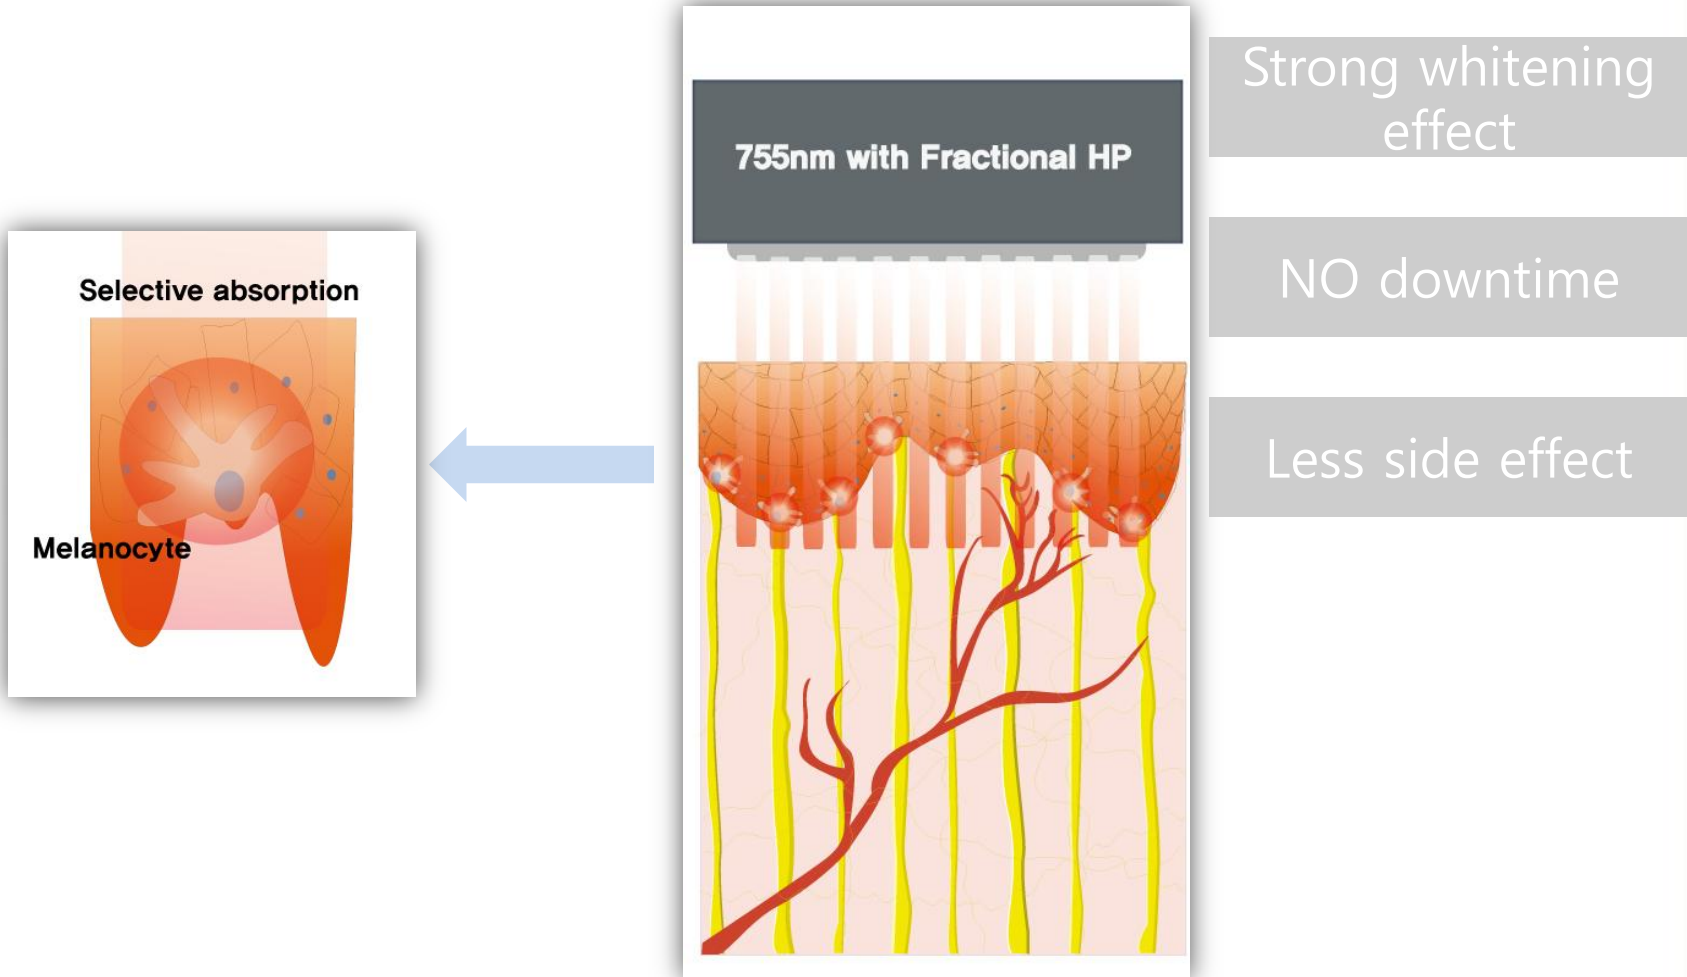 Selective absorption
Melanocyte
755nm with Fractional HP
Strong whitening
effect
NO downtime
Less side effect